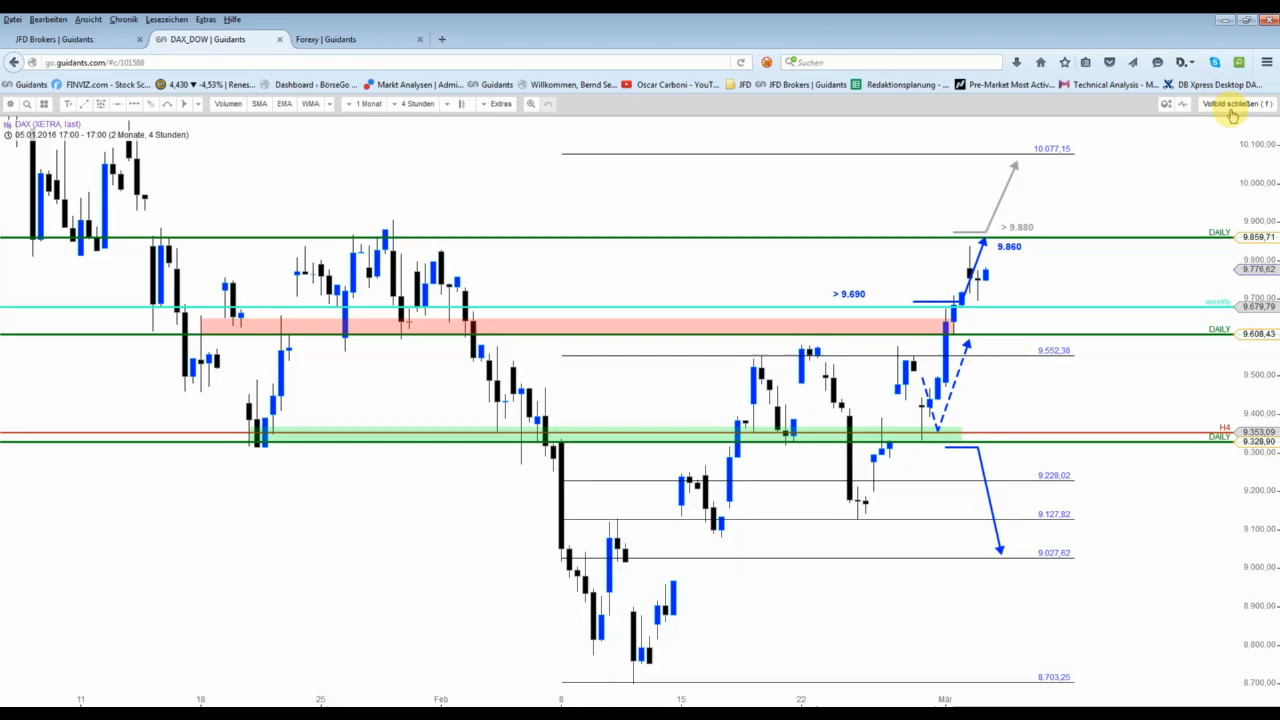 Datei Bearbeiten Ansicht Chronik Lesezeichen Extras Hilfe
JFD Brokers | Guidants × DAX_DOW | Guidants × Forexy | Guidants × +
go.guidants.com/#c/101588 Suchen
Guidants FINVIZ.com - Stock Sc... 4,430 ▼ -4,53% | Renes... Dashboard ‹ BörseGo ... Markt Analysen | Admi... Guidants Willkommen, Bernd Se... Oscar Carboni - YouT... JFD JFD Brokers | Guidants Redaktionsplanung - ... Pre-Market Most Activ... Technical Analysis - T... DB Xpress Desktop DA...
Volumen SMA EMA WMA 1 Monat 4 Stunden Extras Vollbild schließen ( f )
DAX (XETRA, last)
05.01.2016 17:00 - 17:00 (2 Monate, 4 Stunden)
10.100,00
10.077,15
10.000,00
9.900,00
> 9.880
DAILY 9.859,71
9.860
9.800,00
9.776,62
> 9.690
9.700,00
weekly 9.679,79
DAILY 9.608,43
9.552,38
9.500,00
9.400,00
H4 9.353,09
DAILY 9.328,90
9.300,00
9.228,02
9.200,00
9.127,82
9.100,00
9.027,62
9.000,00
8.900,00
8.800,00
8.703,25
8.700,00
11 18 25 Feb 8 15 22 Mär